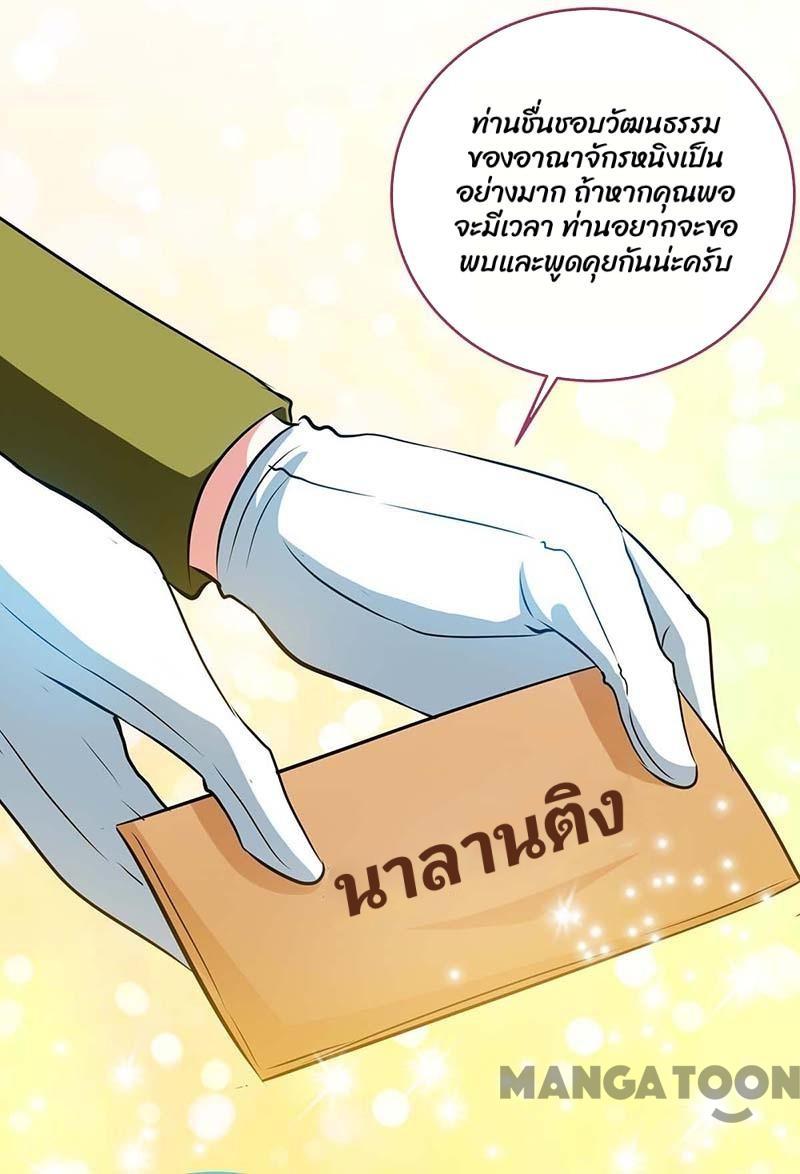 ท่านชื่นชอบวัฒนธรรม
ของอาณาจักรหนิงเป็น
อย่างมาก ถ้าหากคุณพอ
จะมีเวลา ท่านอยากจะขอ
พบและพูดคุยกันน่ะครับ
นาลานติง
MANGATOON